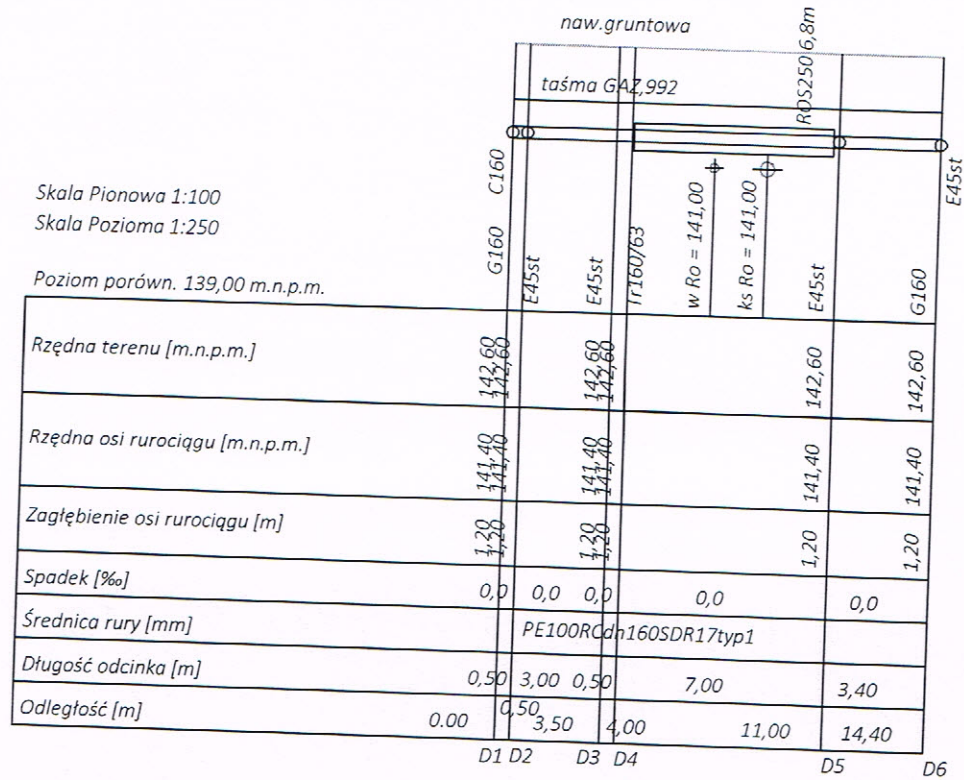 naw.gruntowa
taśma GAZ,992
ROS250 6,8m
C160
E45st
Skala Pionowa 1:100
Skala Pozioma 1:250
G160
E45st
E45st
Tr160/63
w Ro = 141,00
ks Ro = 141,00
E45st
G160
Poziom porówn. 139,00 m.n.p.m.
Rzędna terenu [m.n.p.m.] 142,60 142,60 142,60 142,60 142,60 142,60
Rzędna osi rurociągu [m.n.p.m.] 141,40 141,40 141,40 141,40 141,40 141,40
Zagłębienie osi rurociągu [m] 1,20 1,20 1,20 1,20 1,20 1,20
Spadek [‰] 0,0 0,0 0,0 0,0 0,0
Średnica rury [mm] PE100RCdn160SDR17typ1
Długość odcinka [m] 0,50 3,00 0,50 7,00 3,40
Odległość [m] 0.00 0,50 3,50 4,00 11,00 14,40
D1 D2 D3 D4 D5 D6